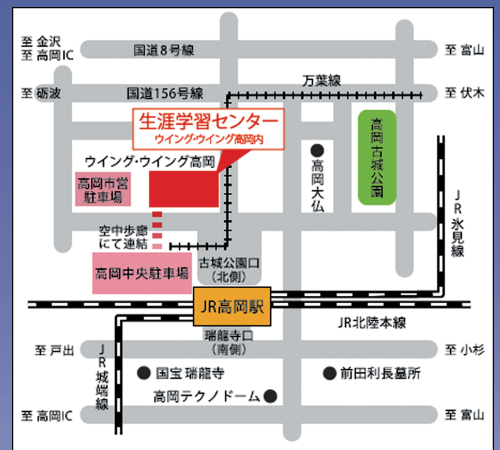 至 金沢
至 高岡IC
国道8号線
至 富山
至 砺波
国道156号線
万葉線
至 伏木
生涯学習センター
ウイング・ウイング高岡内
ウイング・ウイング高岡
高岡市営
駐車場
高岡大仏
高岡古城公園
JR氷見線
空中歩廊
にて連結
高岡中央駐車場
古城公園口
(北側)
JR高岡駅
JR北陸本線
瑞龍寺口
(南側)
至 戸出
JR城端線
至 小杉
国宝 瑞龍寺
前田利長墓所
高岡テクノドーム
至 高岡IC
至 富山